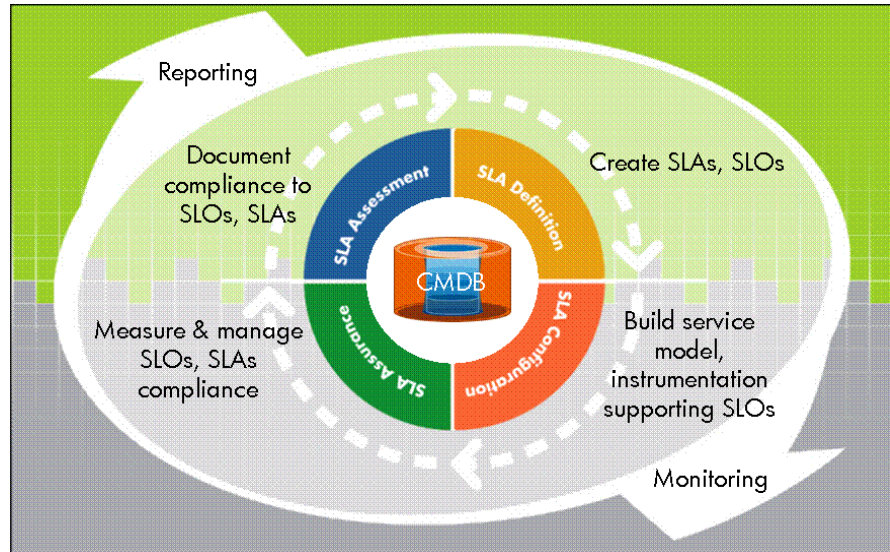 Reporting
Document
compliance to
SLOs, SLAs
Create SLAs, SLOs
SLA Assessment
SLA Definition
CMDB
SLA Assurance
SLA Configuration
Measure & manage
SLOs, SLAs
compliance
Build service
model,
instrumentation
supporting SLOs
Monitoring